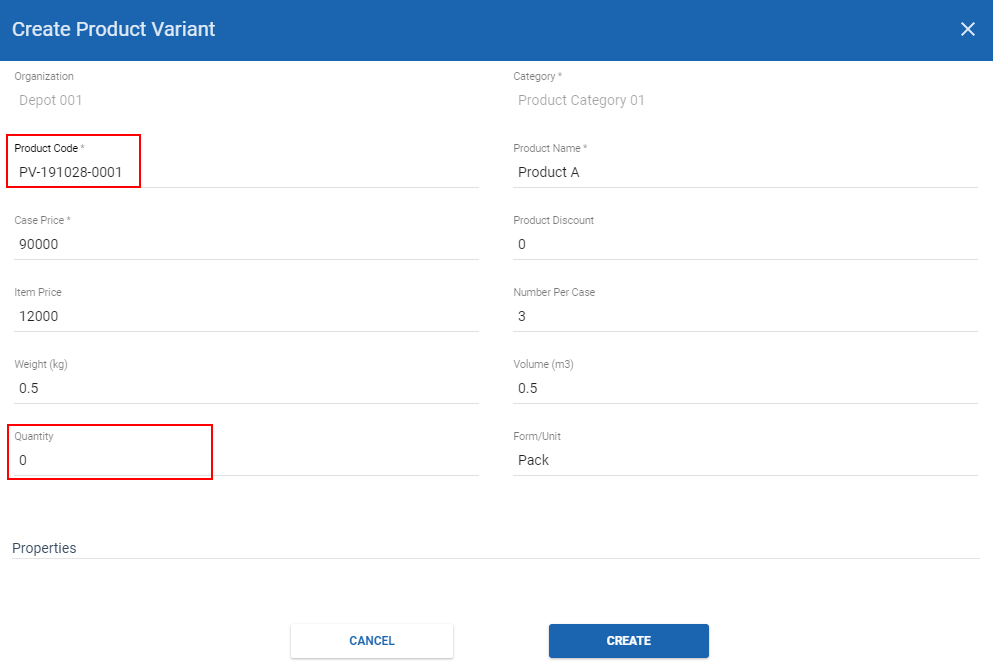 Create Product Variant
Organization
Depot 001
Category *
Product Category 01
Product Code *
PV-191028-0001
Product Name *
Product A
Case Price *
90000
Product Discount
0
Item Price
12000
Number Per Case
3
Weight (kg)
0.5
Volume (m3)
0.5
Quantity
0
Form/Unit
Pack
Properties
CANCEL
CREATE